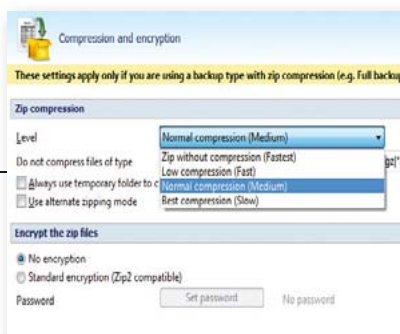 Compression and encryption
These settings apply only if you are using a backup type with zip compression (e.g. Full backup
Zip compression
Level Normal compression (Medium)
Zip without compression (Fastest)
Do not compress files of type gz|*
Low compression (Fast)
Always use temporary folder to c
Normal compression (Medium)
Use alternate zipping mode
Best compression (Slow)
Encrypt the zip files
No encryption
Standard encryption (Zip2 compatible)
Password Set password No password